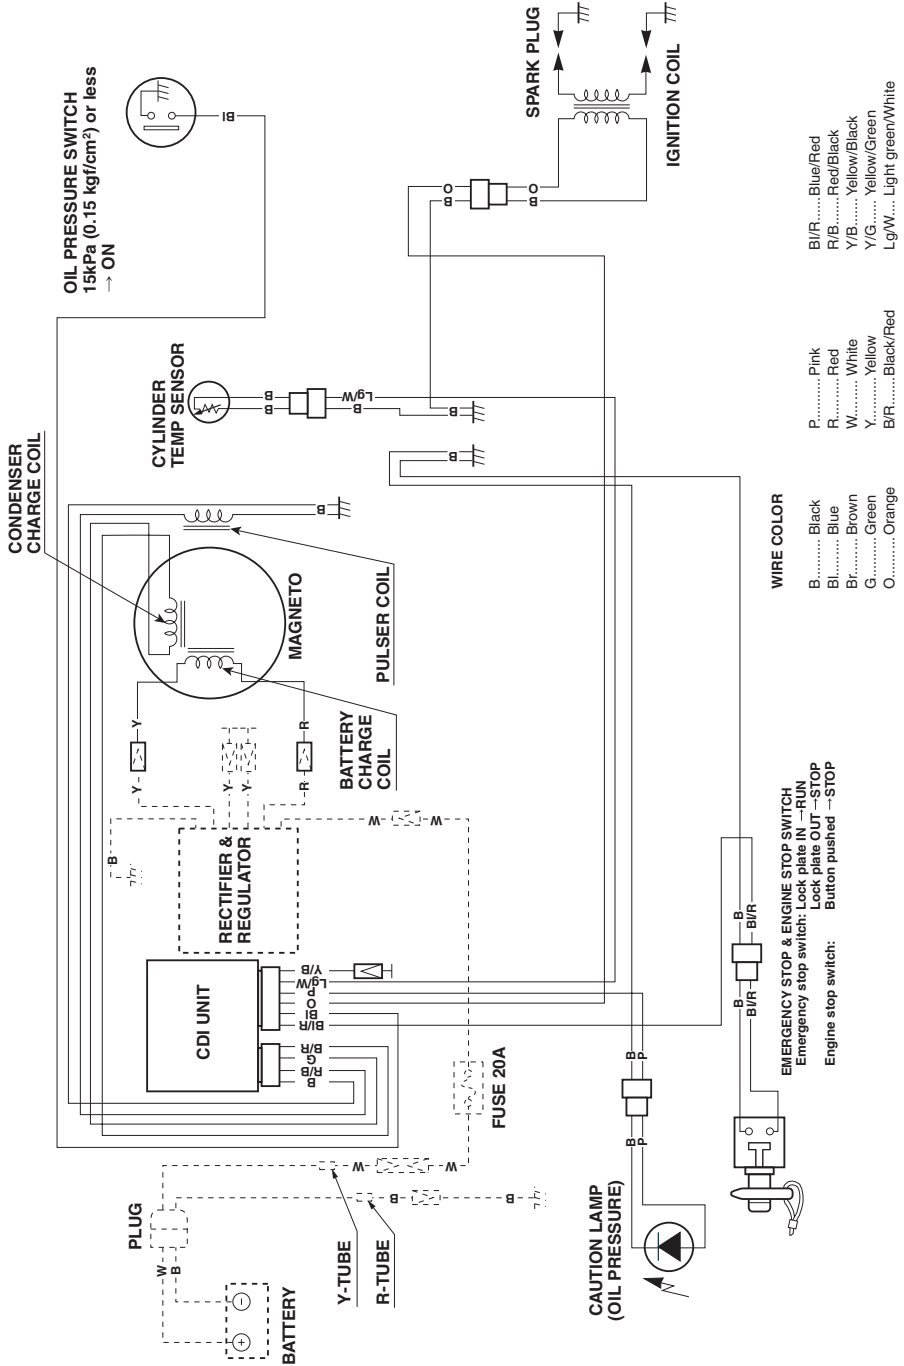 OIL PRESSURE SWITCH
15kPa (0.15 kgf/cm²) or less
→ ON
Bl
SPARK PLUG
IGNITION COIL
O
B
O
B
CYLINDER
TEMP SENSOR
B
B
B
Lg/W
B
B
CONDENSER
CHARGE COIL
B
MAGNETO
PULSER COIL
BATTERY
CHARGE
COIL
Y
Y
Y
Y
R
R
B
W
W
RECTIFIER &
REGULATOR
CDI UNIT
Y/B
Lg/W
P
O
Bl
Bl/R
B/R
G
R/B
B
FUSE 20A
W
W
B
B
PLUG
W
B
+
−
BATTERY
Y-TUBE
R-TUBE
B
P
B
P
CAUTION LAMP
(OIL PRESSURE)
B
Bl/R
B
Bl/R
EMERGENCY STOP & ENGINE STOP SWITCH
Emergency stop switch: Lock plate IN →RUN
Lock plate OUT →STOP
Engine stop switch: Button pushed →STOP
WIRE COLOR
B......... Black
Bl........ Blue
Br........ Brown
G......... Green
O......... Orange
P......... Pink
R......... Red
W........ White
Y......... Yellow
B/R..... Black/Red
Bl/R..... Blue/Red
R/B...... Red/Black
Y/B...... Yellow/Black
Y/G..... Yellow/Green
Lg/W... Light green/White